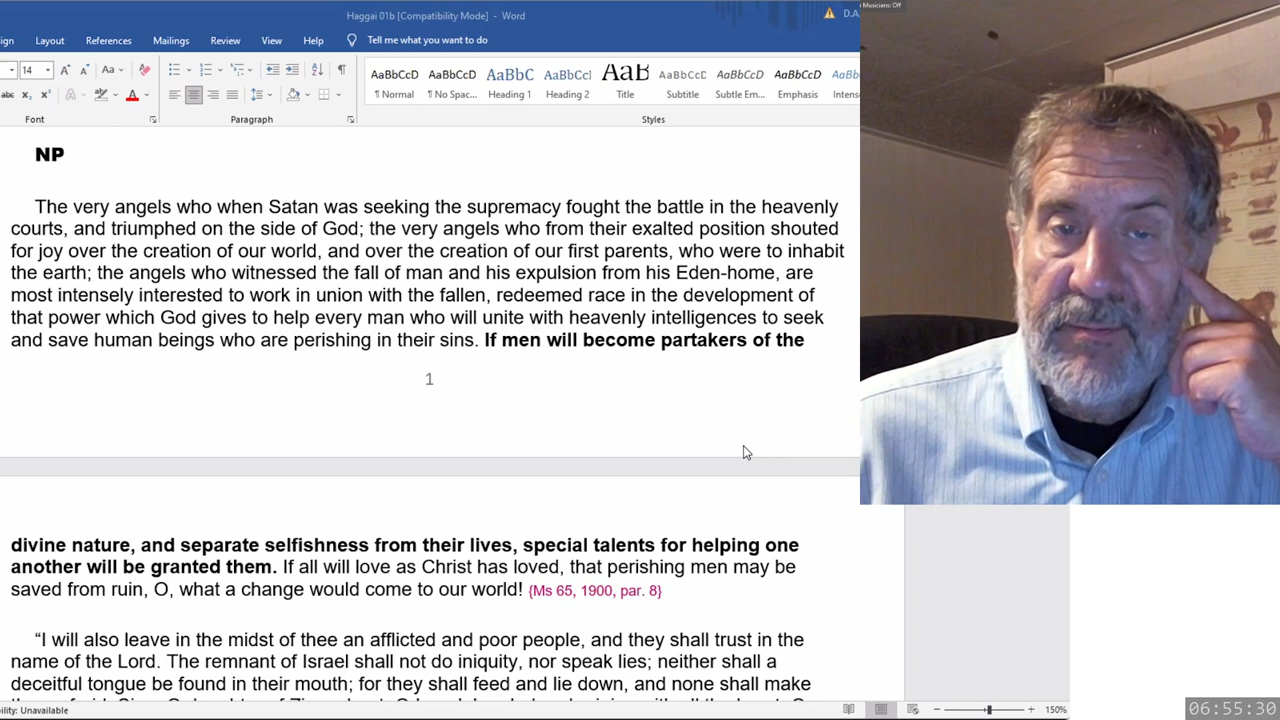 Haggai 01b [Compatibility Mode] - Word
D.A.
Musicians: Off
Layout References Mailings Review View Help Tell me what you want to do
14
Aa
abc x₂ x²
A
AaBbCcD AaBbCcD AaBbC AaBbCcl AaB AaBbCcD AaBbCcD AaBbCcD
¶ Normal ¶ No Spac... Heading 1 Heading 2 Title Subtitle Subtle Em... Emphasis
Font Paragraph Styles
NP
The very angels who when Satan was seeking the supremacy fought the battle in the heavenly
courts, and triumphed on the side of God; the very angels who from their exalted position shouted
for joy over the creation of our world, and over the creation of our first parents, who were to inhabit
the earth; the angels who witnessed the fall of man and his expulsion from his Eden-home, are
most intensely interested to work in union with the fallen, redeemed race in the development of
that power which God gives to help every man who will unite with heavenly intelligences to seek
and save human beings who are perishing in their sins. If men will become partakers of the
1
divine nature, and separate selfishness from their lives, special talents for helping one
another will be granted them. If all will love as Christ has loved, that perishing men may be
saved from ruin, O, what a change would come to our world! {Ms 65, 1900, par. 8}
“I will also leave in the midst of thee an afflicted and poor people, and they shall trust in the
name of the Lord. The remnant of Israel shall not do iniquity, nor speak lies; neither shall a
deceitful tongue be found in their mouth; for they shall feed and lie down, and none shall make
bility: Unavailable
150%
06:55:30